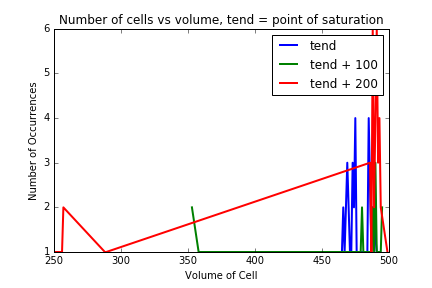 Number of cells vs volume, tend = point of saturation
6
5
4
3
2
1
Number of Occurrences
tend
tend + 100
tend + 200
250 300 350 400 450 500
Volume of Cell